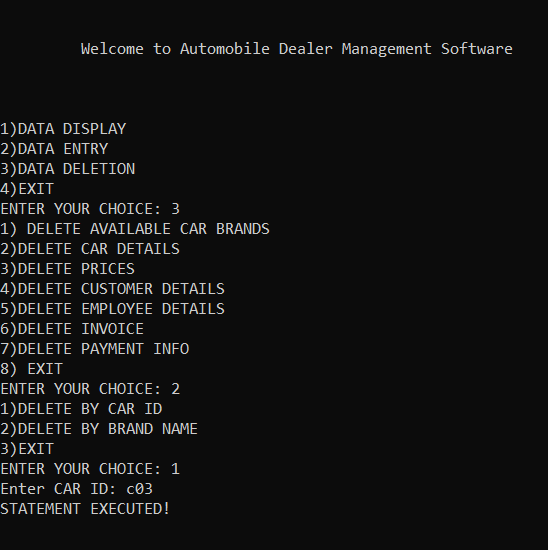 Welcome to Automobile Dealer Management Software
1)DATA DISPLAY
2)DATA ENTRY
3)DATA DELETION
4)EXIT
ENTER YOUR CHOICE: 3
1) DELETE AVAILABLE CAR BRANDS
2)DELETE CAR DETAILS
3)DELETE PRICES
4)DELETE CUSTOMER DETAILS
5)DELETE EMPLOYEE DETAILS
6)DELETE INVOICE
7)DELETE PAYMENT INFO
8) EXIT
ENTER YOUR CHOICE: 2
1)DELETE BY CAR ID
2)DELETE BY BRAND NAME
3)EXIT
ENTER YOUR CHOICE: 1
Enter CAR ID: c03
STATEMENT EXECUTED!